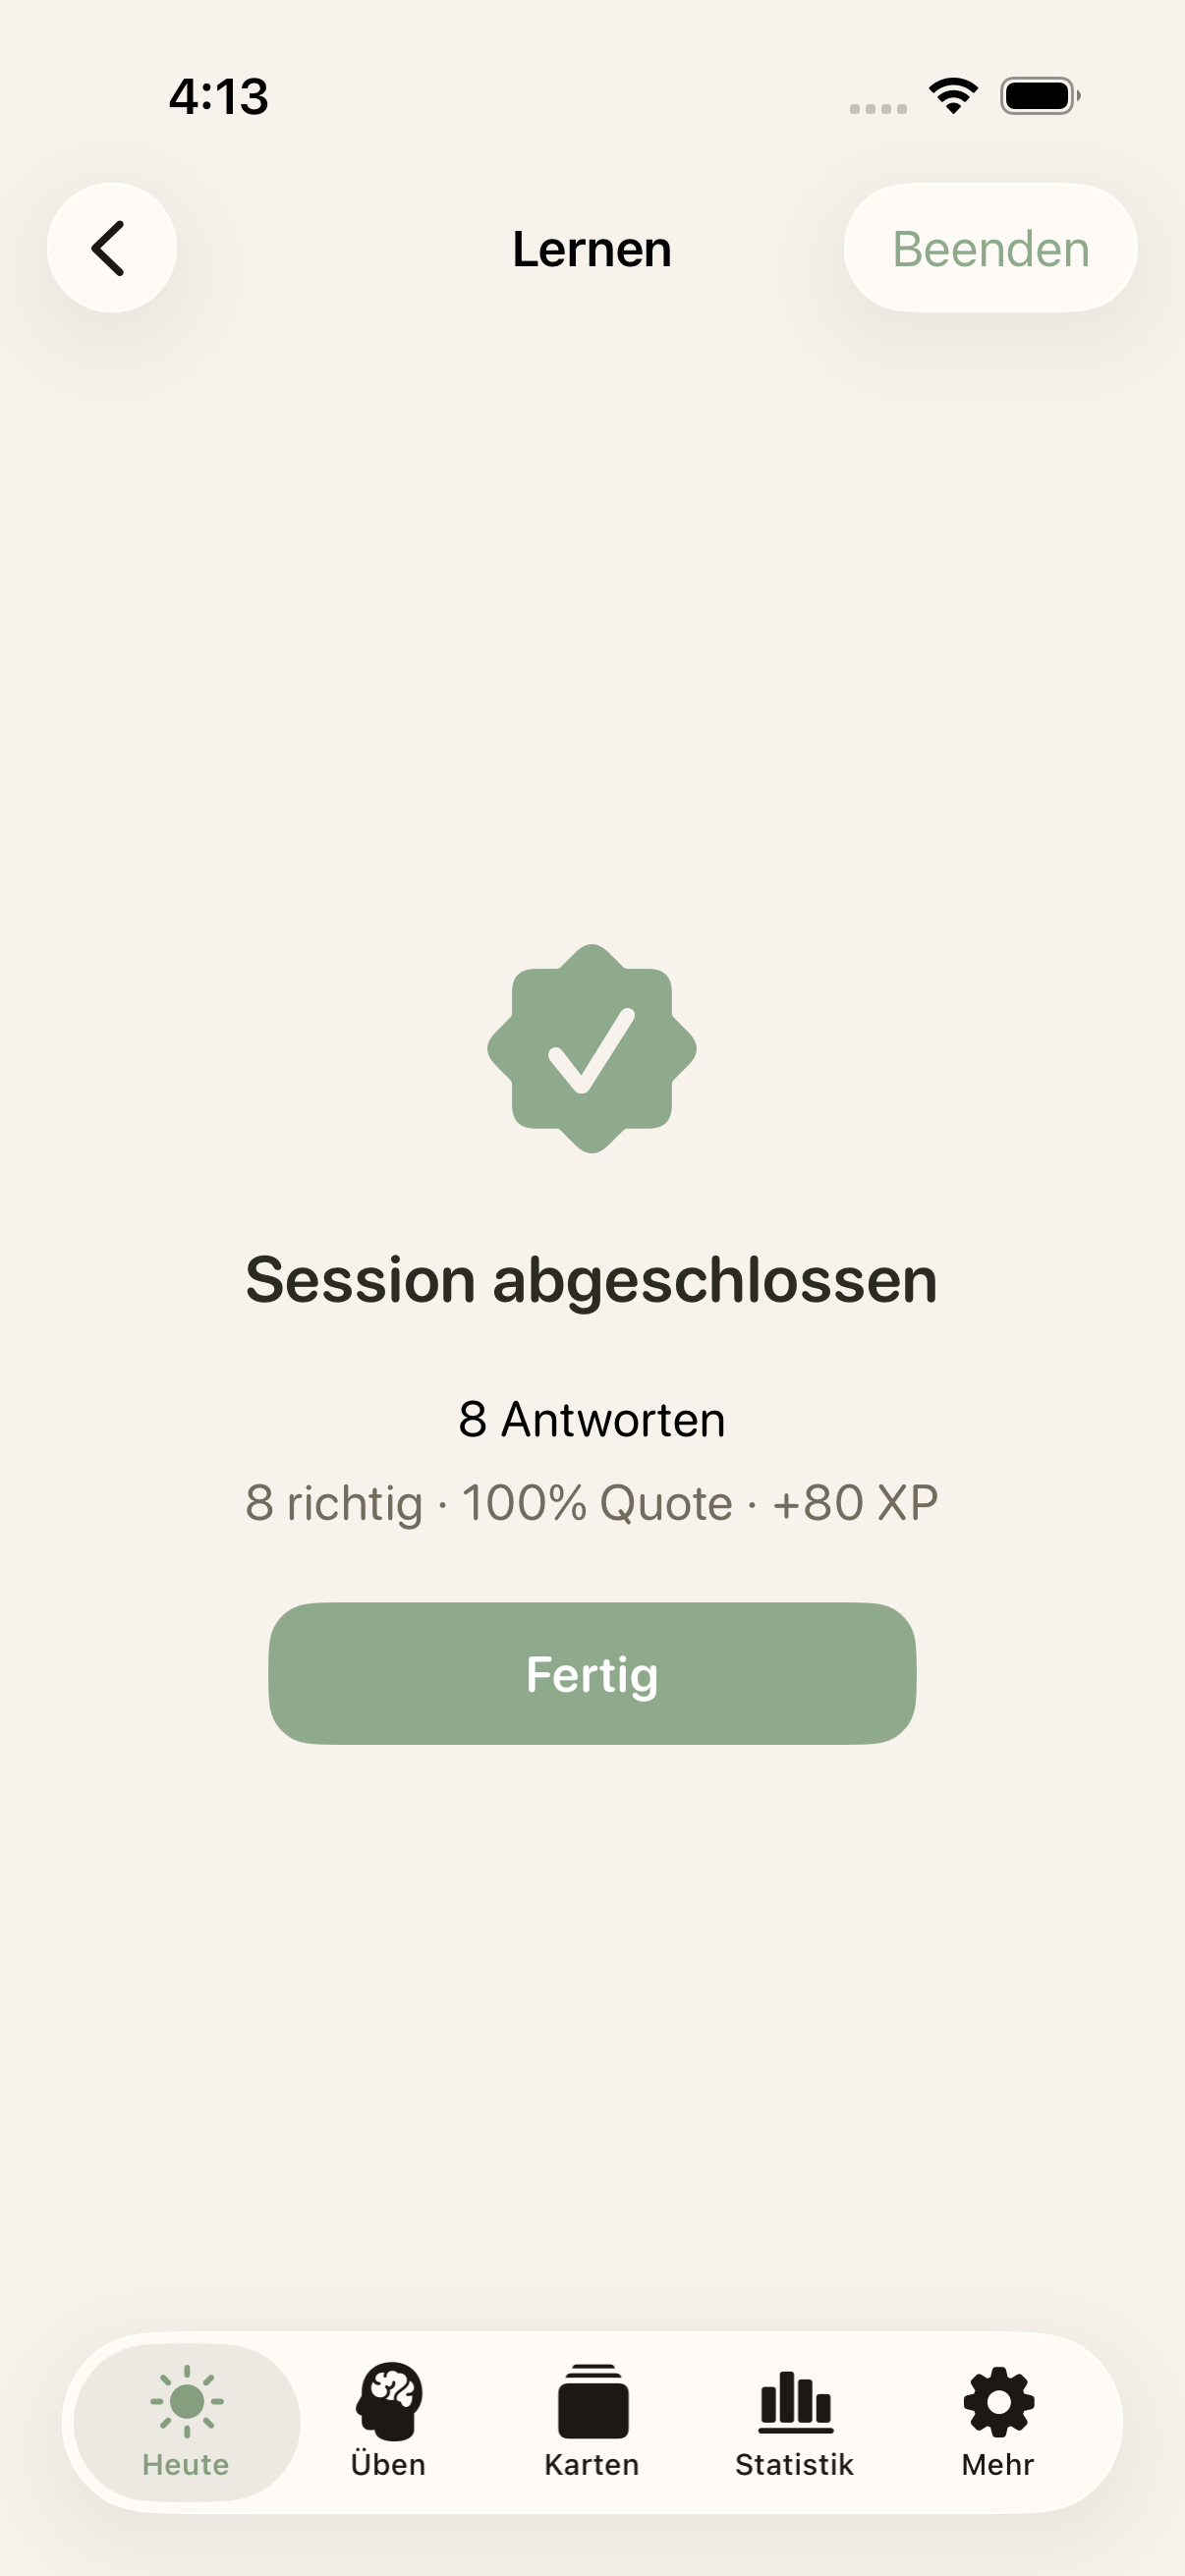 4:13
Lernen
Beenden
Session abgeschlossen
8 Antworten
8 richtig · 100% Quote · +80 XP
Fertig
Heute
Üben
Karten
Statistik
Mehr